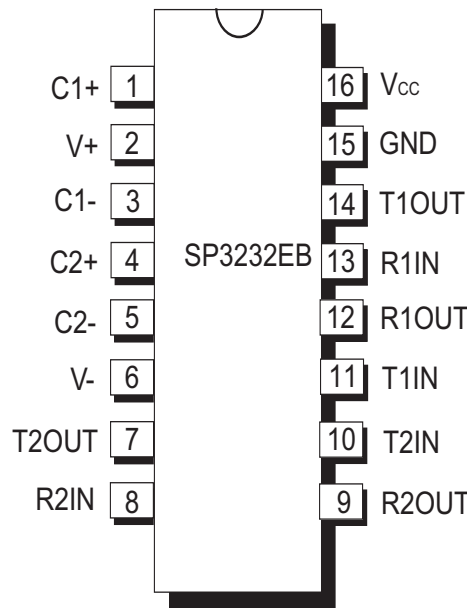 C1+ 1 16 Vcc
V+ 2 15 GND
C1- 3 14 T1OUT
C2+ 4 SP3232EB 13 R1IN
C2- 5 12 R1OUT
V- 6 11 T1IN
T2OUT 7 10 T2IN
R2IN 8 9 R2OUT